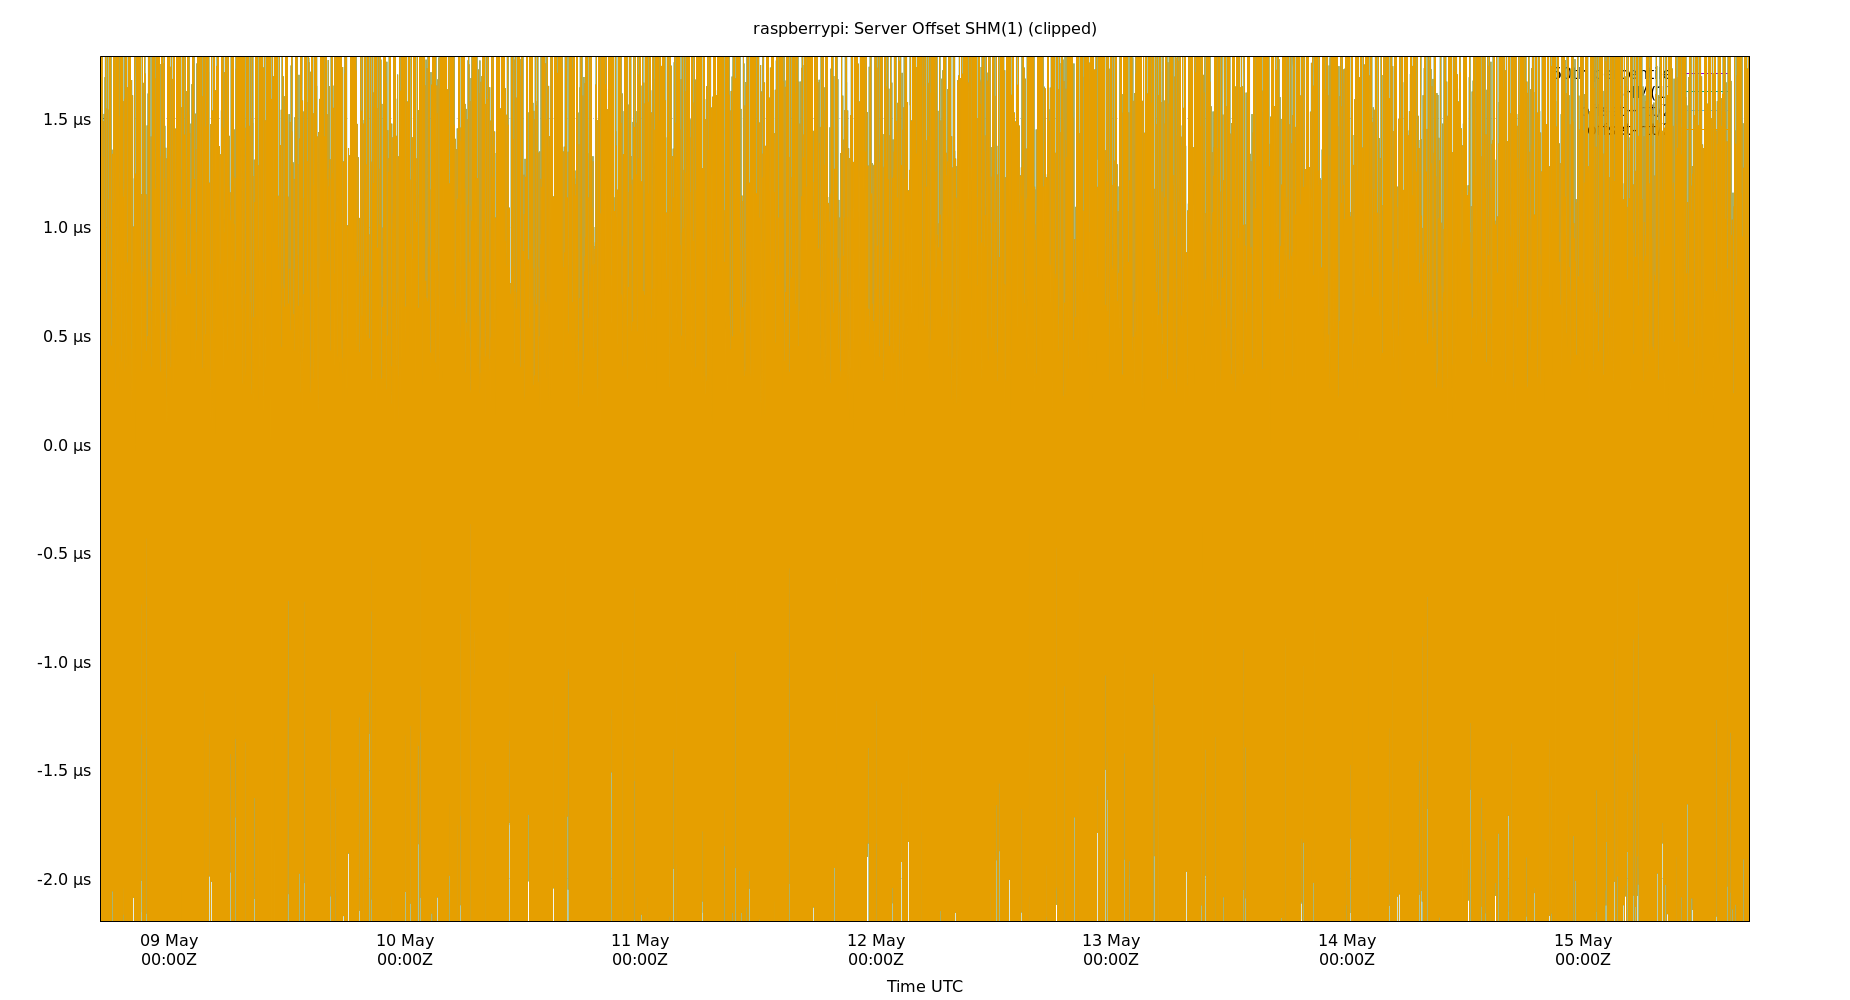 raspberrypi: Server Offset SHM(1) (clipped)
1.5 µs
1.0 µs
0.5 µs
0.0 µs
-0.5 µs
-1.0 µs
-1.5 µs
-2.0 µs
09 May 10 May 11 May 12 May 13 May 14 May 15 May
00:00Z 00:00Z 00:00Z 00:00Z 00:00Z 00:00Z 00:00Z
Time UTC